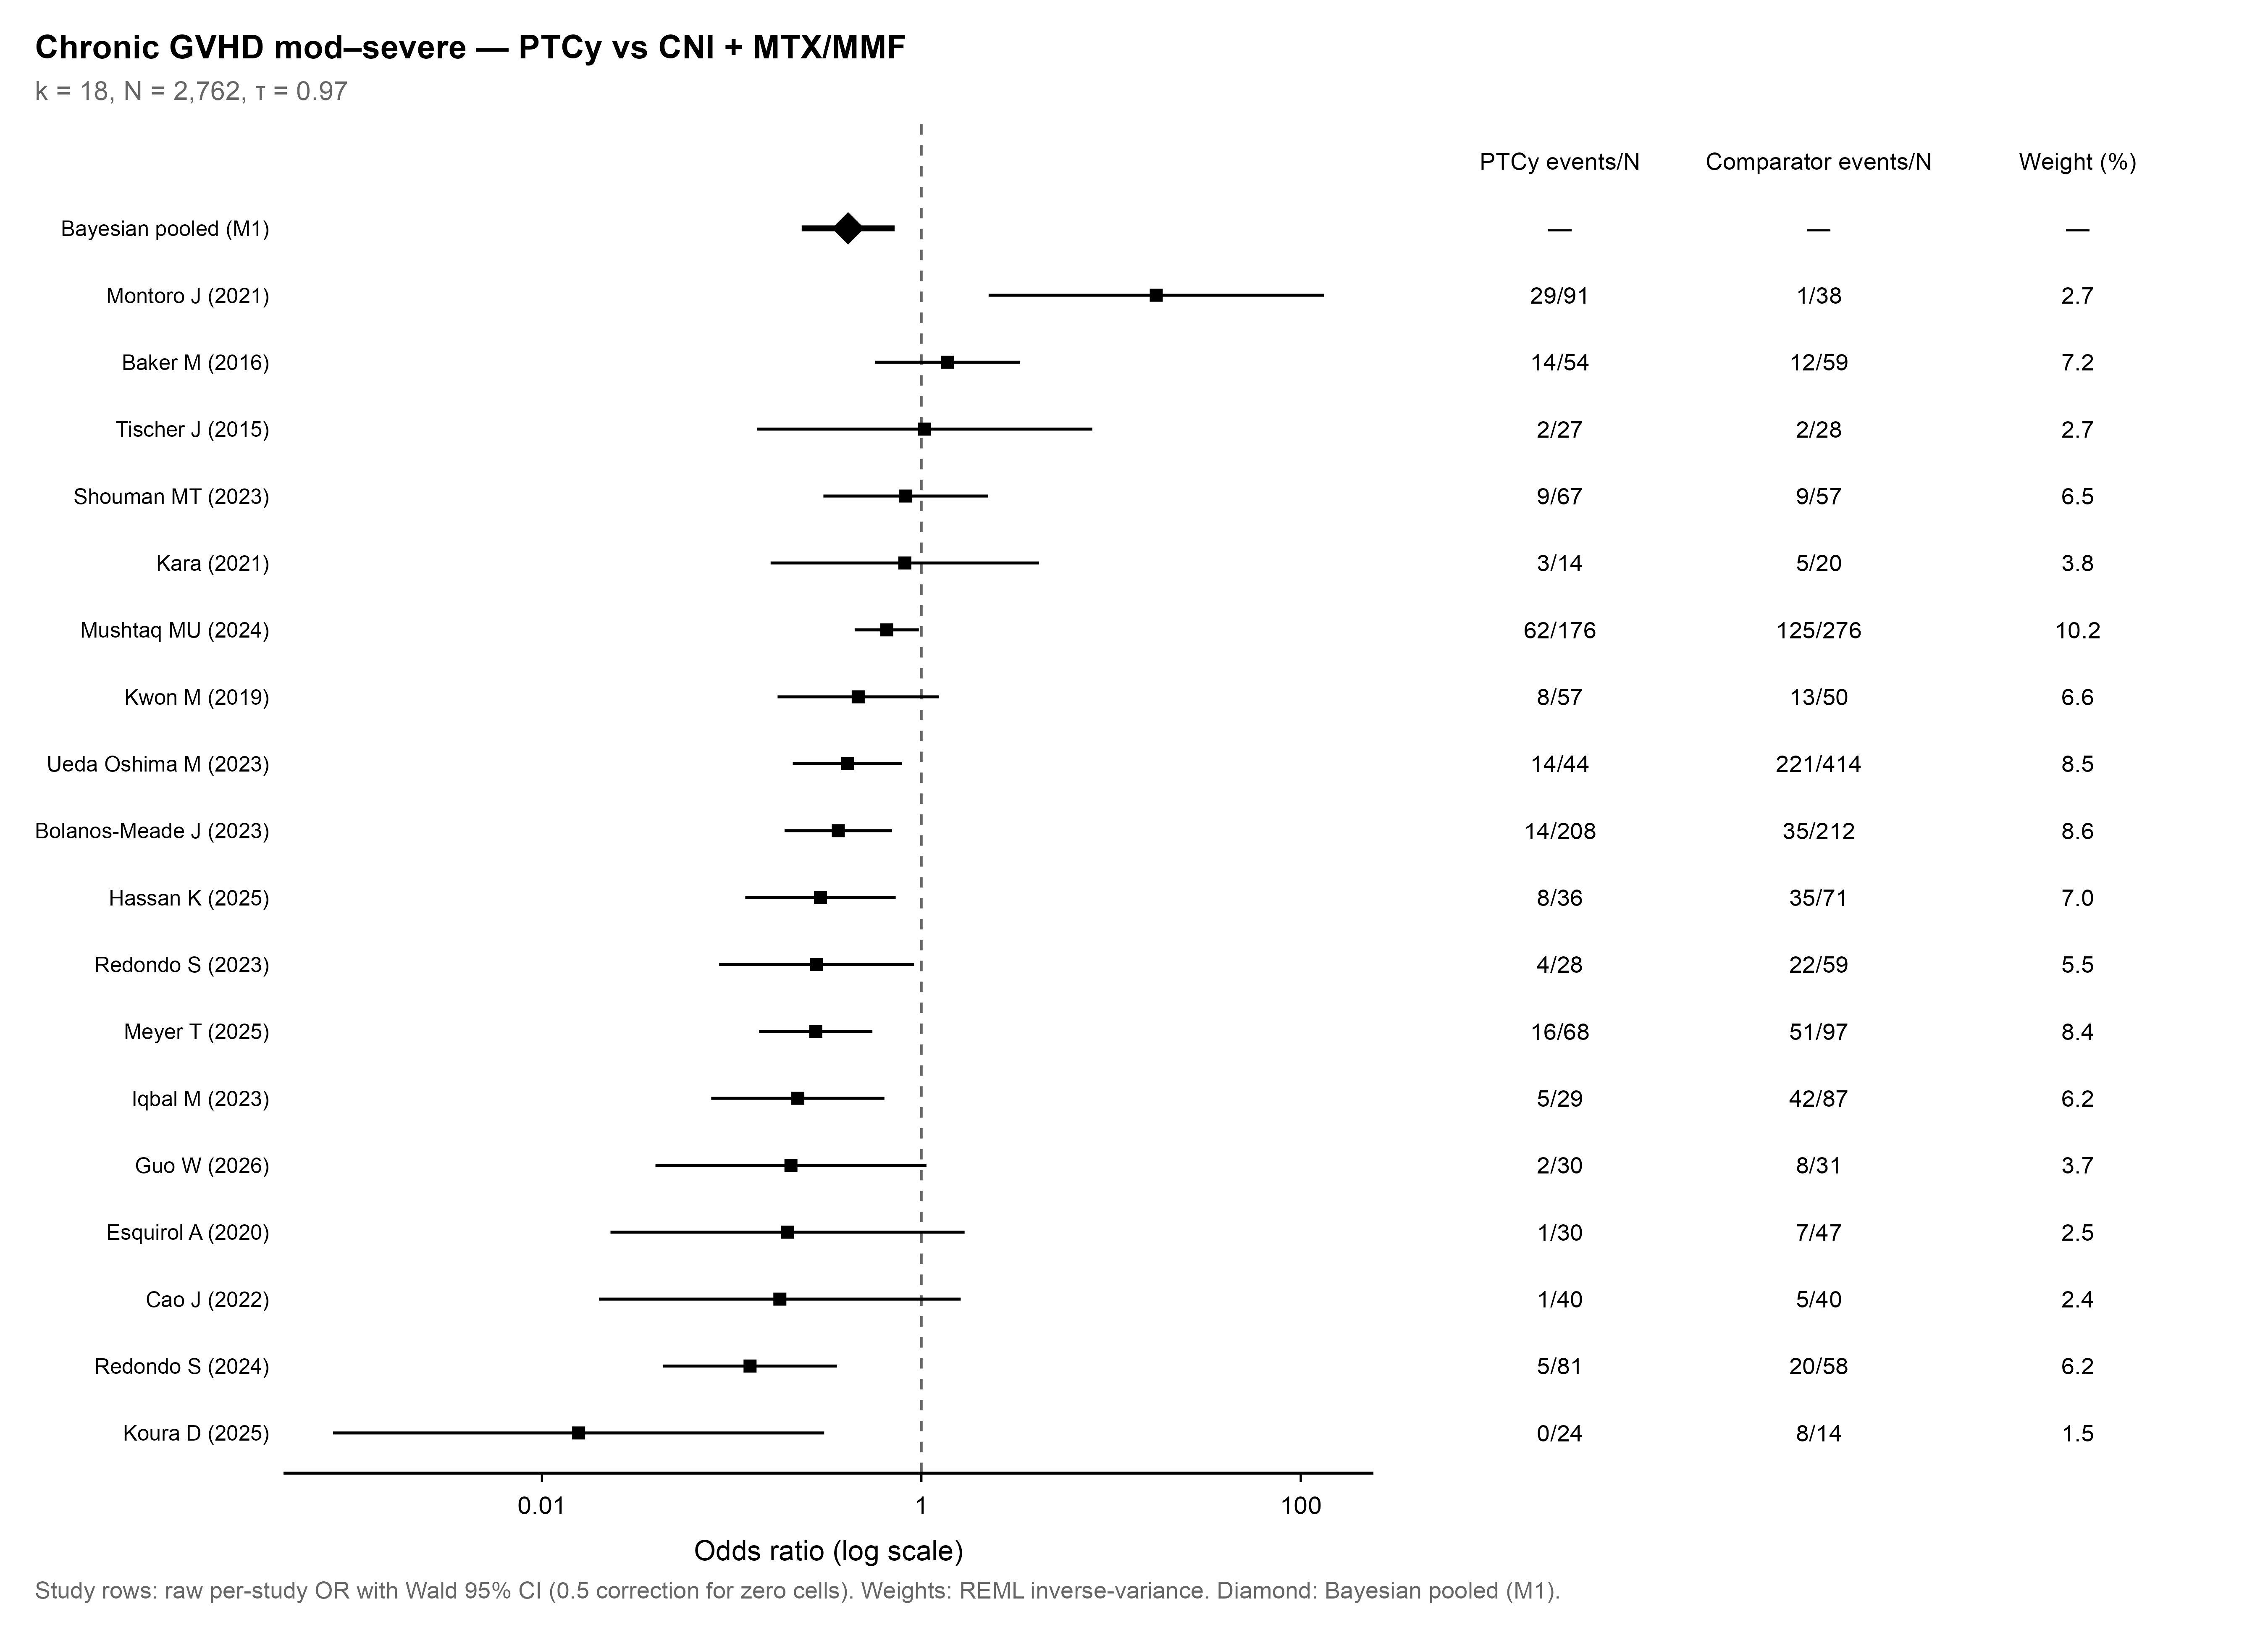 Chronic GVHD mod–severe — PTCy vs CNI + MTX/MMF
k = 18, N = 2,762, τ = 0.97
PTCy events/N Comparator events/N Weight (%)
Bayesian pooled (M1) — — —
Montoro J (2021) 29/91 1/38 2.7
Baker M (2016) 14/54 12/59 7.2
Tischer J (2015) 2/27 2/28 2.7
Shouman MT (2023) 9/67 9/57 6.5
Kara (2021) 3/14 5/20 3.8
Mushtaq MU (2024) 62/176 125/276 10.2
Kwon M (2019) 8/57 13/50 6.6
Ueda Oshima M (2023) 14/44 221/414 8.5
Bolanos-Meade J (2023) 14/208 35/212 8.6
Hassan K (2025) 8/36 35/71 7.0
Redondo S (2023) 4/28 22/59 5.5
Meyer T (2025) 16/68 51/97 8.4
Iqbal M (2023) 5/29 42/87 6.2
Guo W (2026) 2/30 8/31 3.7
Esquirol A (2020) 1/30 7/47 2.5
Cao J (2022) 1/40 5/40 2.4
Redondo S (2024) 5/81 20/58 6.2
Koura D (2025) 0/24 8/14 1.5
0.01 1 100
Odds ratio (log scale)
Study rows: raw per-study OR with Wald 95% CI (0.5 correction for zero cells). Weights: REML inverse-variance. Diamond: Bayesian pooled (M1).